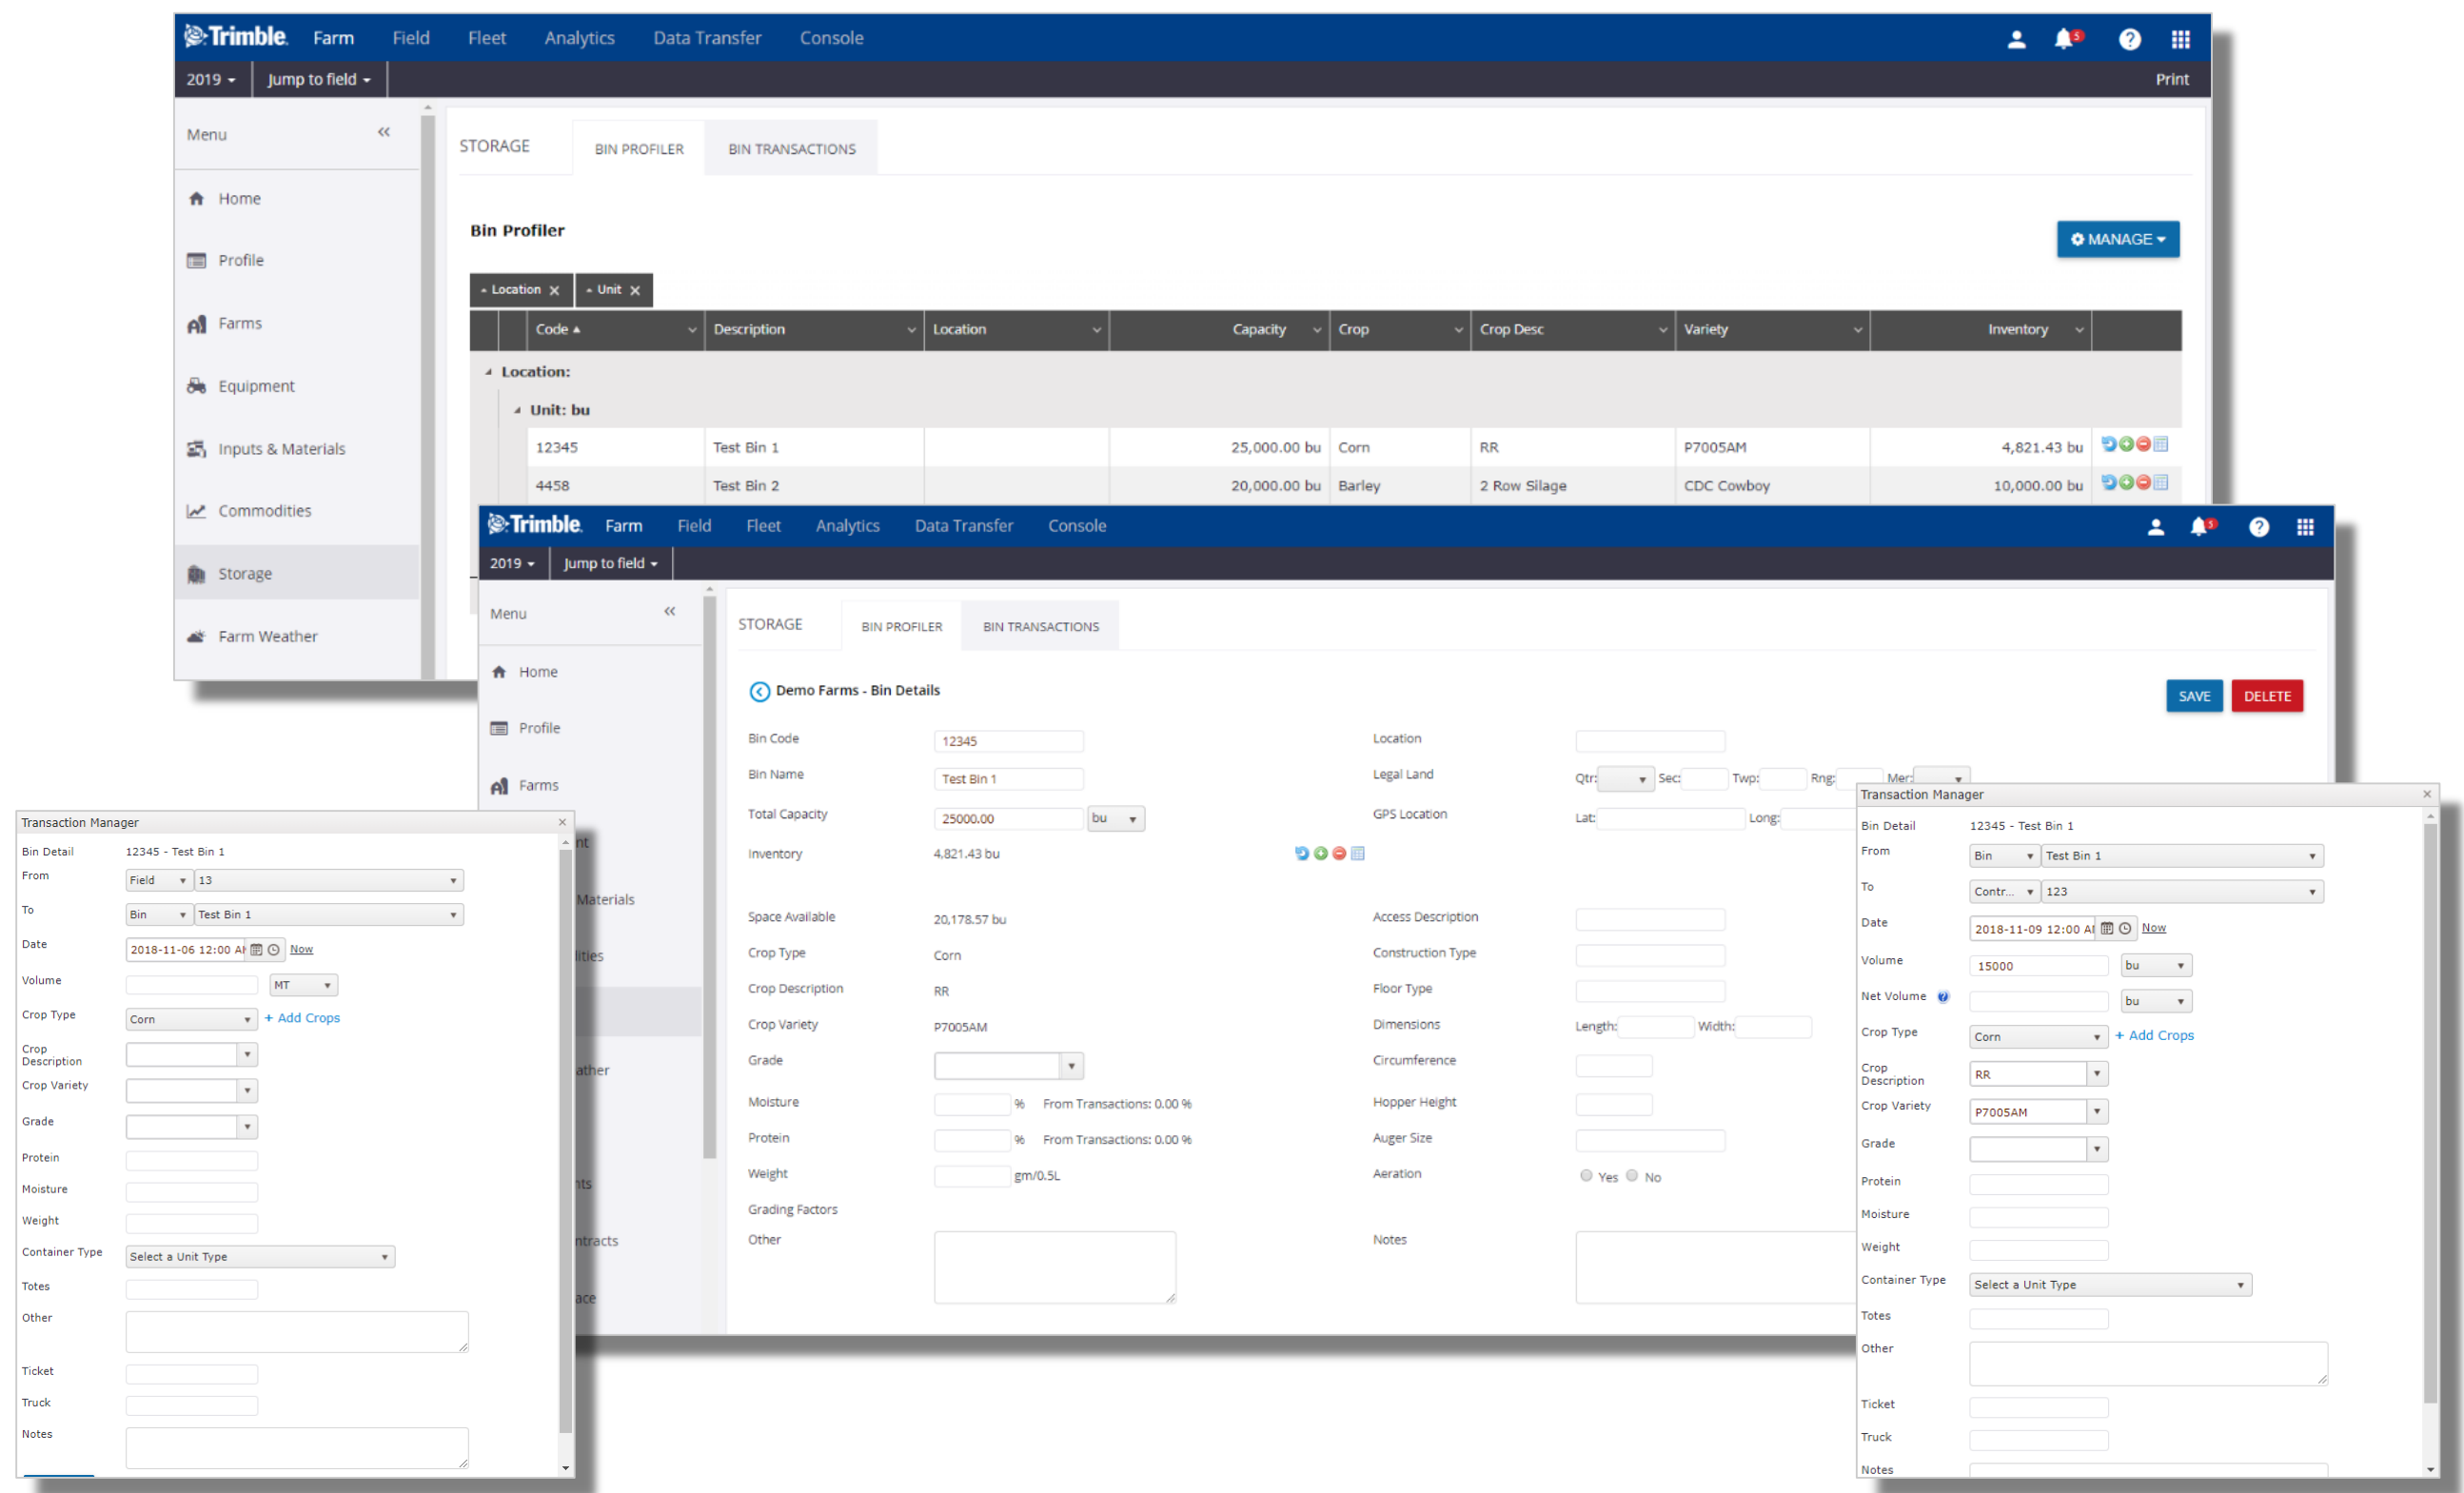 Trimble. Farm Field Fleet Analytics Data Transfer Console 5 ?
2019 Jump to field Print
Menu
Home
Profile
Farms
Equipment
Inputs & Materials
Commodities
Storage
Farm Weather
STORAGE BIN PROFILER BIN TRANSACTIONS
Bin Profiler
MANAGE
Location X Unit X
Code Description Location Capacity Crop Crop Desc Variety Inventory
Location:
Unit: bu
12345 Test Bin 1 25,000.00 bu Corn RR P7005AM 4,821.43 bu
4458 Test Bin 2 20,000.00 bu Barley 2 Row Silage CDC Cowboy 10,000.00 bu
Trimble. Farm Field Fleet Analytics Data Transfer Console 5 ?
2019 Jump to field
Menu
Home
Profile
Farms
nt
Materials
lities
ather
nts
ntracts
ace
STORAGE BIN PROFILER BIN TRANSACTIONS
Demo Farms - Bin Details
SAVE DELETE
Bin Code 12345 Location
Bin Name Test Bin 1 Legal Land Qtr: Sec: Twp: Rng: Mer:
Total Capacity 25000.00 bu GPS Location Lat: Long:
Inventory 4,821.43 bu
Space Available 20,178.57 bu Access Description
Crop Type Corn Construction Type
Crop Description RR Floor Type
Crop Variety P7005AM Dimensions Length: Width:
Grade Circumference
Moisture % From Transactions: 0.00 % Hopper Height
Protein % From Transactions: 0.00 % Auger Size
Weight gm/0.5L Aeration Yes No
Grading Factors
Other Notes
Transaction Manager
Bin Detail 12345 - Test Bin 1
From Field 13
To Bin Test Bin 1
Date 2018-11-06 12:00 AM Now
Volume MT
Crop Type Corn + Add Crops
Crop
Description
Crop Variety
Grade
Protein
Moisture
Weight
Container Type Select a Unit Type
Totes
Other
Ticket
Truck
Notes
Transaction Manager
Bin Detail 12345 - Test Bin 1
From Bin Test Bin 1
To Contr... 123
Date 2018-11-09 12:00 AM Now
Volume 15000 bu
Net Volume ? bu
Crop Type Corn + Add Crops
Crop
Description RR
Crop Variety P7005AM
Grade
Protein
Moisture
Weight
Container Type Select a Unit Type
Totes
Other
Ticket
Truck
Notes